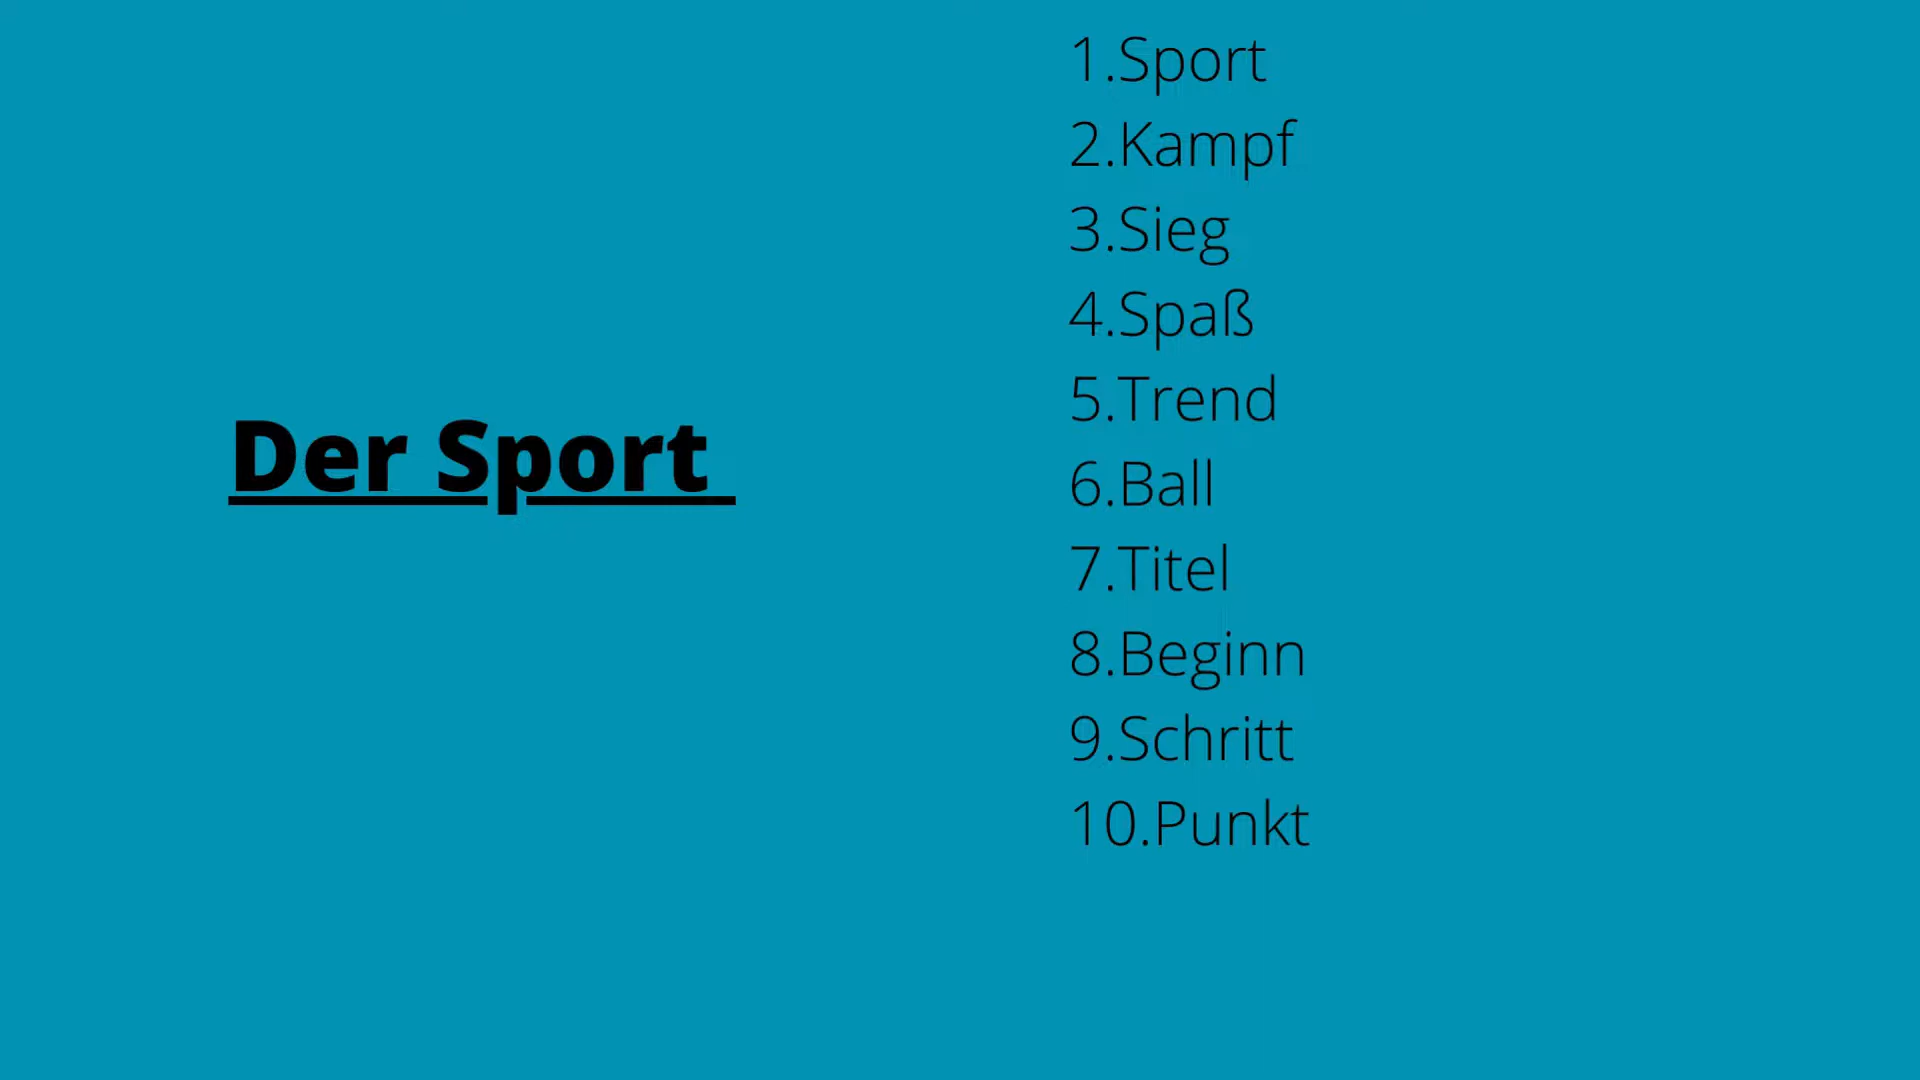 Der Sport
1.Sport
2.Kampf
3.Sieg
4.Spaß
5.Trend
6.Ball
7.Titel
8.Beginn
9.Schritt
10.Punkt